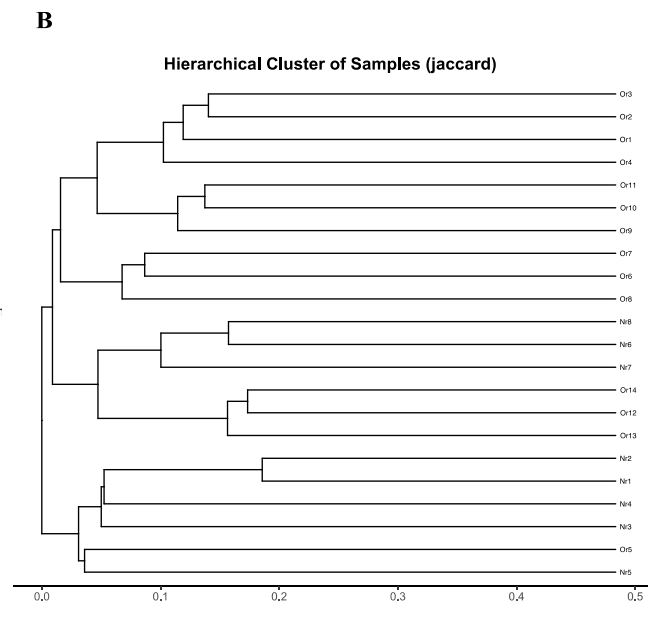 B
Hierarchical Cluster of Samples (jaccard)
Or3
Or2
Or1
Or4
Or11
Or10
Or9
Or7
Or6
Or8
Nr8
Nr6
Nr7
Or14
Or12
Or13
Nr2
Nr1
Nr4
Nr3
Or5
Nr5
0.0 0.1 0.2 0.3 0.4 0.5